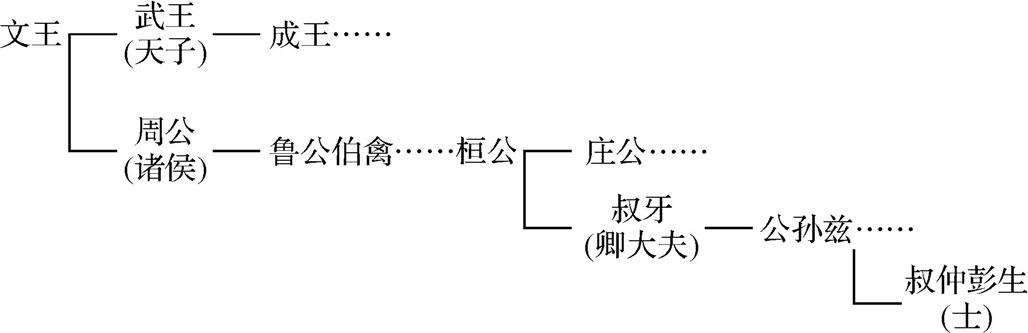 文王 武王 成王……
(天子)
周公 鲁公伯禽……桓公 庄公……
(诸侯)
叔牙 公孙兹……
(卿大夫)
叔仲彭生
(士)